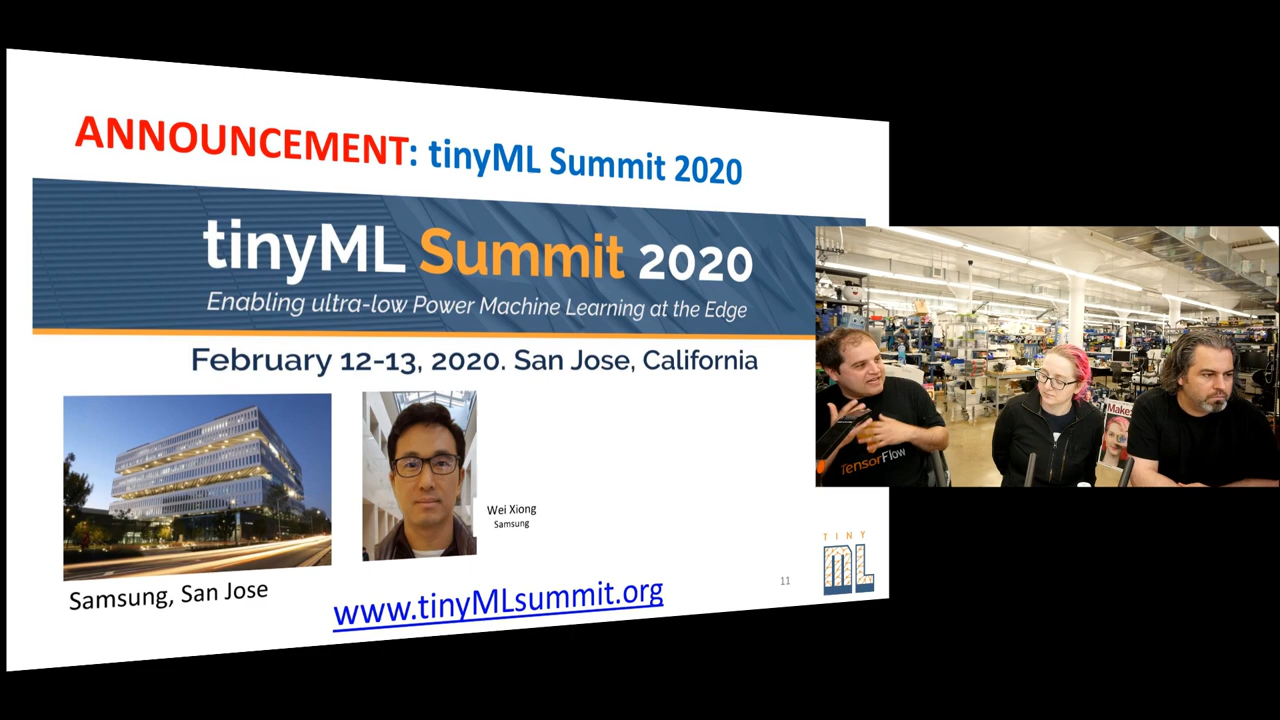 ANNOUNCEMENT: tinyML Summit 2020
tinyML Summit 2020
Enabling ultra-low Power Machine Learning at the Edge
February 12-13, 2020. San Jose, California
Wei Xiong
Samsung
Samsung, San Jose
www.tinyMLsummit.org
11
TINY
ML
TensorFlow
Make: